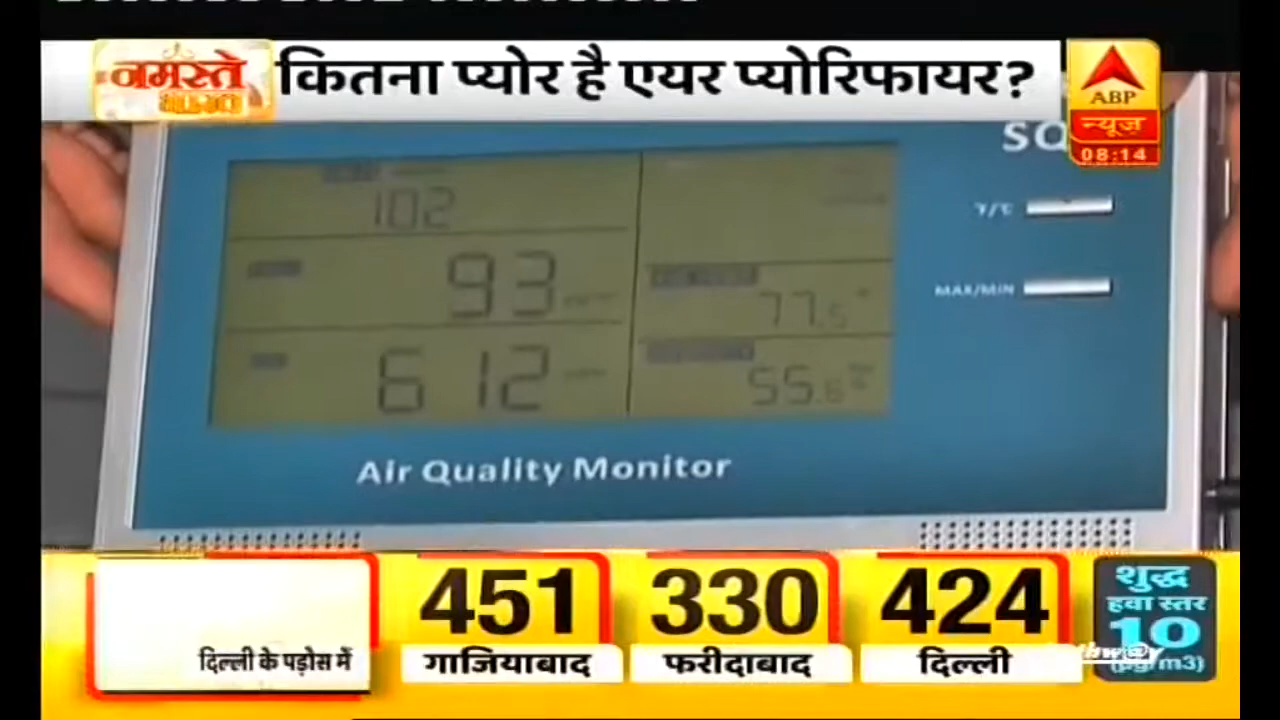 नमस्ते
कितना प्योर है एयर प्योरिफायर?
ABP
न्यूज़
08:14
SQ
102
93
612
77.5
55.6
°F/°C
MAX/MIN
Air Quality Monitor
दिल्ली के पड़ोस में
451
गाजियाबाद
330
फरीदाबाद
424
दिल्ली
शुद्ध
हवा स्तर
10